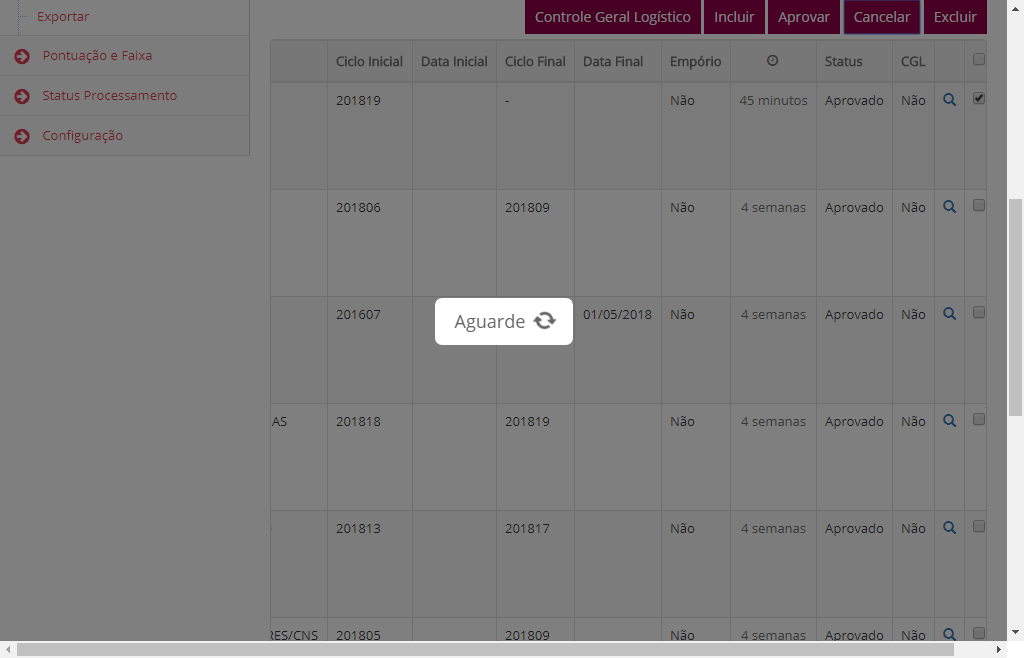 Exportar
Pontuação e Faixa
Status Processamento
Configuração
Controle Geral Logístico Incluir Aprovar Cancelar Excluir
Ciclo Inicial Data Inicial Ciclo Final Data Final Empório Status CGL
201819 - Não 45 minutos Aprovado Não
201806 201809 Não 4 semanas Aprovado Não
201607 01/05/2018 Não 4 semanas Aprovado Não
Aguarde
AS 201818 201819 Não 4 semanas Aprovado Não
201813 201817 Não 4 semanas Aprovado Não
RES/CNS 201805 201809 Não 4 semanas Aprovado Não